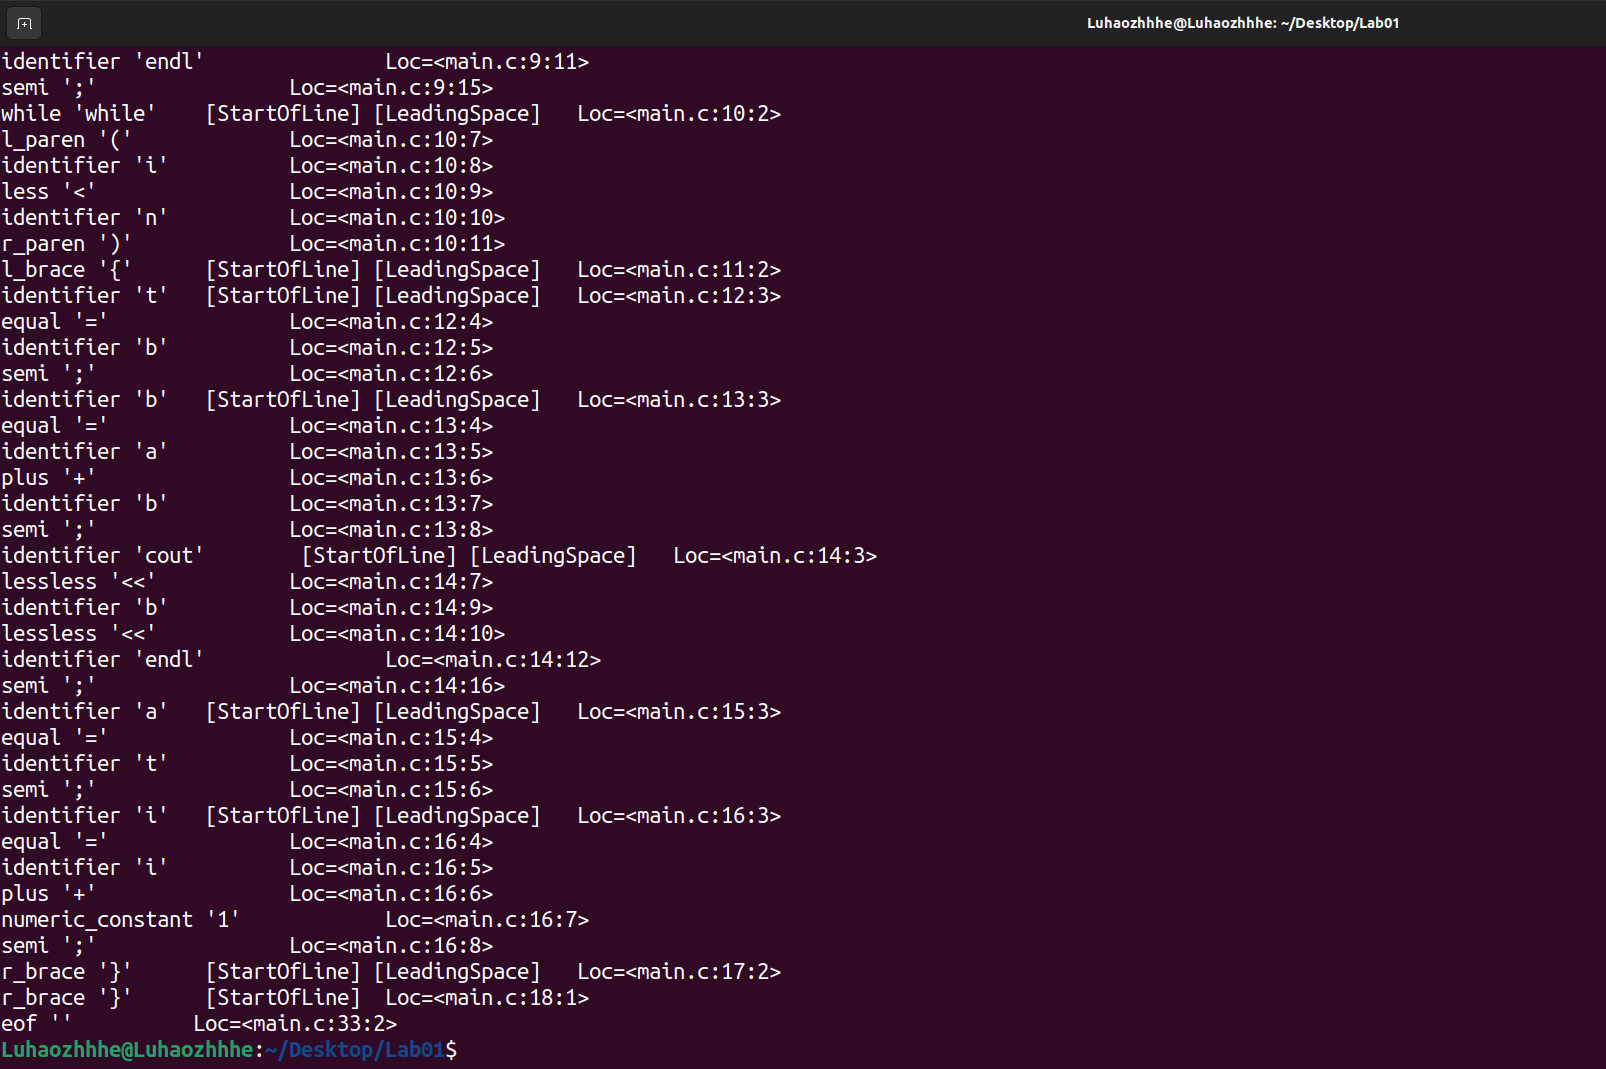 Luhaozhhhe@Luhaozhhhe: ~/Desktop/Lab01
identifier 'endl' Loc=<main.c:9:11>
semi ';' Loc=<main.c:9:15>
while 'while' [StartOfLine] [LeadingSpace] Loc=<main.c:10:2>
l_paren '(' Loc=<main.c:10:7>
identifier 'i' Loc=<main.c:10:8>
less '<' Loc=<main.c:10:9>
identifier 'n' Loc=<main.c:10:10>
r_paren ')' Loc=<main.c:10:11>
l_brace '{' [StartOfLine] [LeadingSpace] Loc=<main.c:11:2>
identifier 't' [StartOfLine] [LeadingSpace] Loc=<main.c:12:3>
equal '=' Loc=<main.c:12:4>
identifier 'b' Loc=<main.c:12:5>
semi ';' Loc=<main.c:12:6>
identifier 'b' [StartOfLine] [LeadingSpace] Loc=<main.c:13:3>
equal '=' Loc=<main.c:13:4>
identifier 'a' Loc=<main.c:13:5>
plus '+' Loc=<main.c:13:6>
identifier 'b' Loc=<main.c:13:7>
semi ';' Loc=<main.c:13:8>
identifier 'cout' [StartOfLine] [LeadingSpace] Loc=<main.c:14:3>
lessless '<<' Loc=<main.c:14:7>
identifier 'b' Loc=<main.c:14:9>
lessless '<<' Loc=<main.c:14:10>
identifier 'endl' Loc=<main.c:14:12>
semi ';' Loc=<main.c:14:16>
identifier 'a' [StartOfLine] [LeadingSpace] Loc=<main.c:15:3>
equal '=' Loc=<main.c:15:4>
identifier 't' Loc=<main.c:15:5>
semi ';' Loc=<main.c:15:6>
identifier 'i' [StartOfLine] [LeadingSpace] Loc=<main.c:16:3>
equal '=' Loc=<main.c:16:4>
identifier 'i' Loc=<main.c:16:5>
plus '+' Loc=<main.c:16:6>
numeric_constant '1' Loc=<main.c:16:7>
semi ';' Loc=<main.c:16:8>
r_brace '}' [StartOfLine] [LeadingSpace] Loc=<main.c:17:2>
r_brace '}' [StartOfLine] Loc=<main.c:18:1>
eof '' Loc=<main.c:33:2>
Luhaozhhhe@Luhaozhhhe:~/Desktop/Lab01$